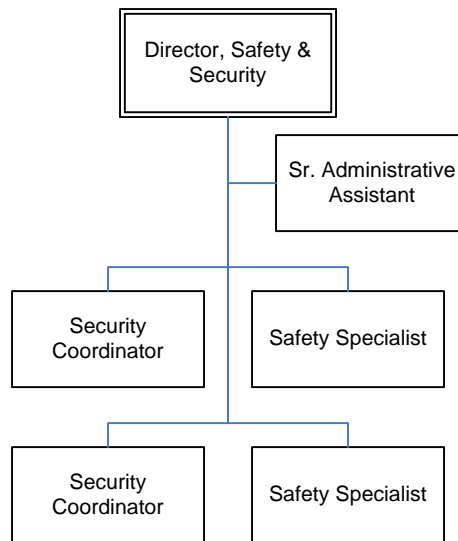 Director, Safety &
Security
Sr. Administrative
Assistant
Security
Coordinator
Safety Specialist
Security
Coordinator
Safety Specialist